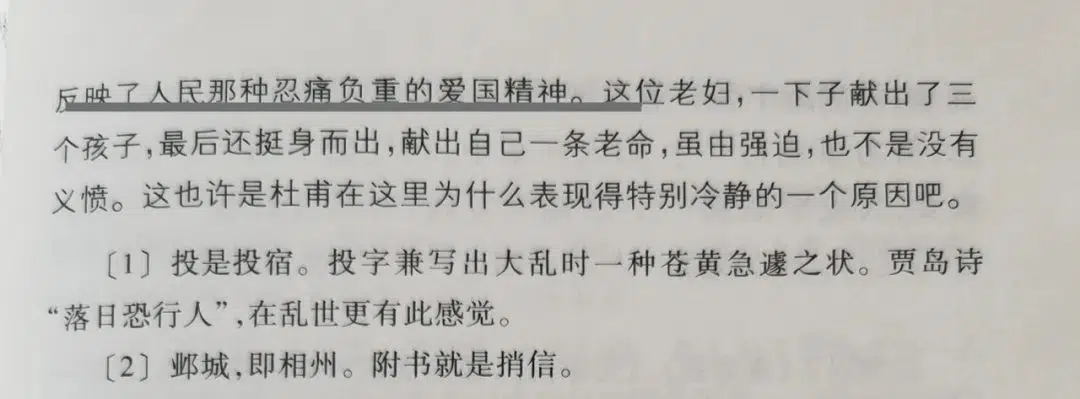 反映了人民那种忍痛负重的爱国精神。这位老妇，一下子献出了三
个孩子，最后还挺身而出，献出自己一条老命，虽由强迫，也不是没有
义愤。这也许是杜甫在这里为什么表现得特别冷静的一个原因吧。
〔1〕投是投宿。投字兼写出大乱时一种苍黄急遽之状。贾岛诗
“落日恐行人”，在乱世更有此感觉。
〔2〕邺城，即相州。附书就是捎信。